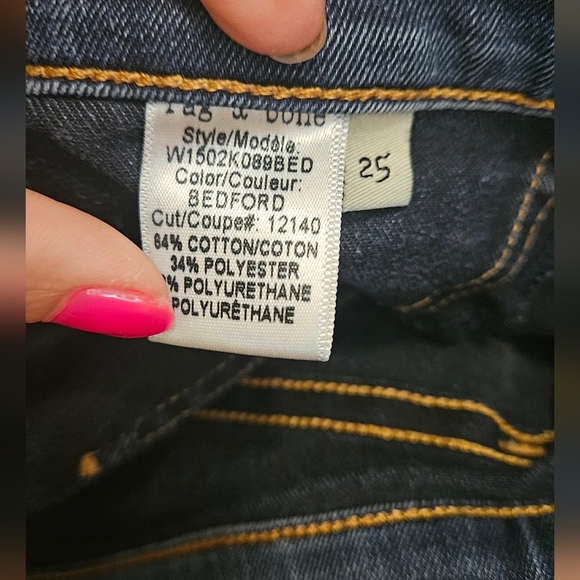 rag & bone
Style/Modèle:
W1502K089BED
Color/Couleur:
BEDFORD
Cut/Coupe#: 12140
64% COTTON/COTON
34% POLYESTER
% POLYURETHANE
POLYURÉTHANE
25